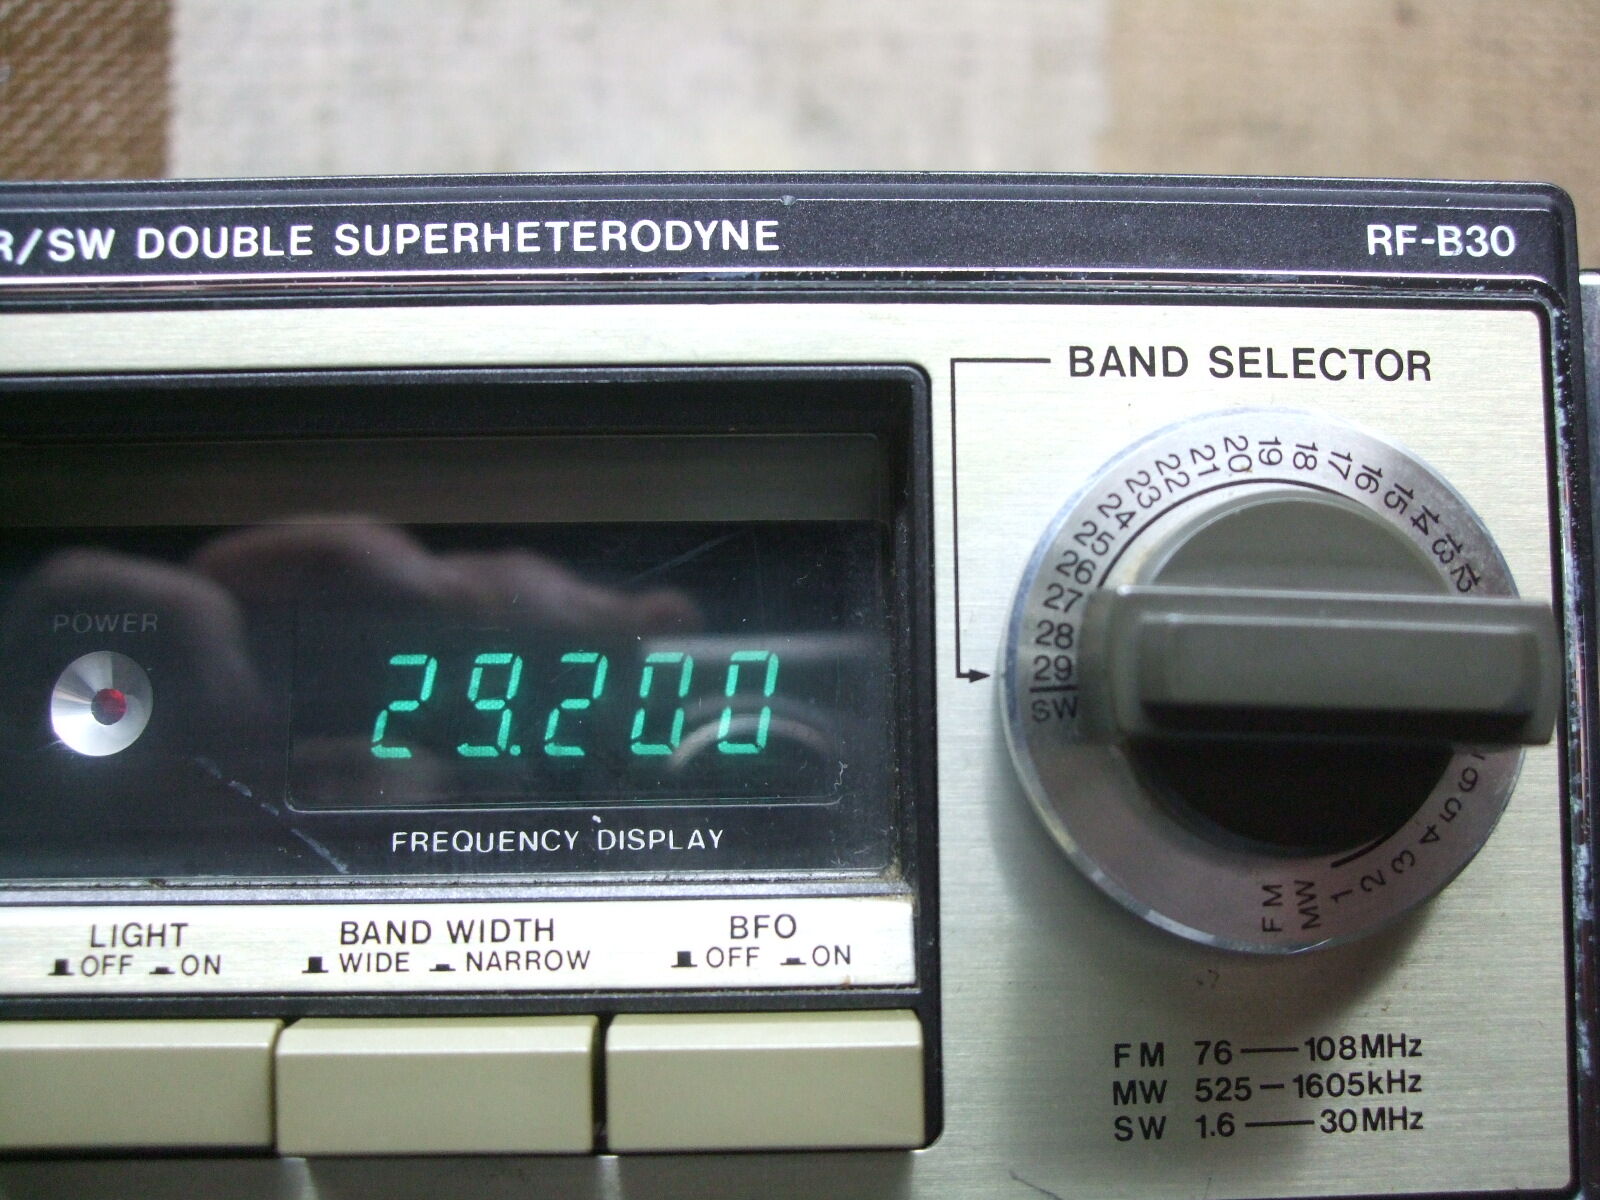 R/SW DOUBLE SUPERHETERODYNE
RF-B30
BAND SELECTOR
POWER
29.200
FREQUENCY DISPLAY
LIGHT
OFF ON
BAND WIDTH
WIDE NARROW
BFO
OFF ON
SW
29
28
27
26
25
24
23
22
21
20
19
18
17
16
15
14
13
12
6
5
4
3
2
1
MW
FM
FM 76—108MHz
MW 525—1605kHz
SW 1.6—30MHz